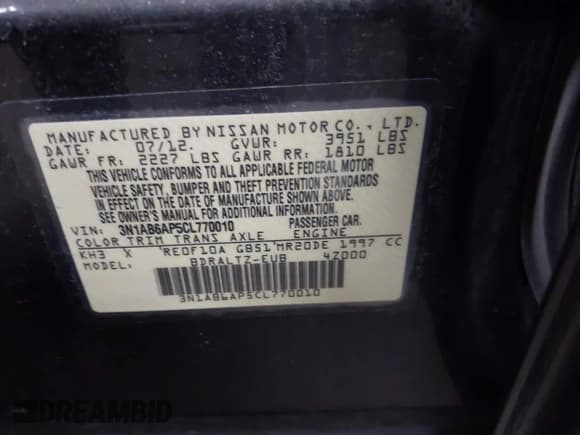 MANUFACTURED BY NISSAN MOTOR CO., LTD.
DATE: 07/12. GVWR: 3951 LBS
GAWR FR: 2227 LBS GAWR RR: 1810 LBS
THIS VEHICLE CONFORMS TO ALL APPLICABLE FEDERAL MOTOR
VEHICLE SAFETY, BUMPER AND THEFT PREVENTION STANDARDS
IN EFFECT ON THE DATE OF MANUFACTURE SHOWN ABOVE.
SEE OWNER'S MANUAL FOR ADDITIONAL INFORMATION.
VIN: 3N1AB6AP5CL770010 PASSENGER CAR.
COLOR TRIM TRANS AXLE ENGINE
KH3 X RE0F10A GB51 MR20DE 1997 CC
MODEL: BDRALTZ-EUB 4Z000
3N1AB6AP5CL770010
DREAMBID